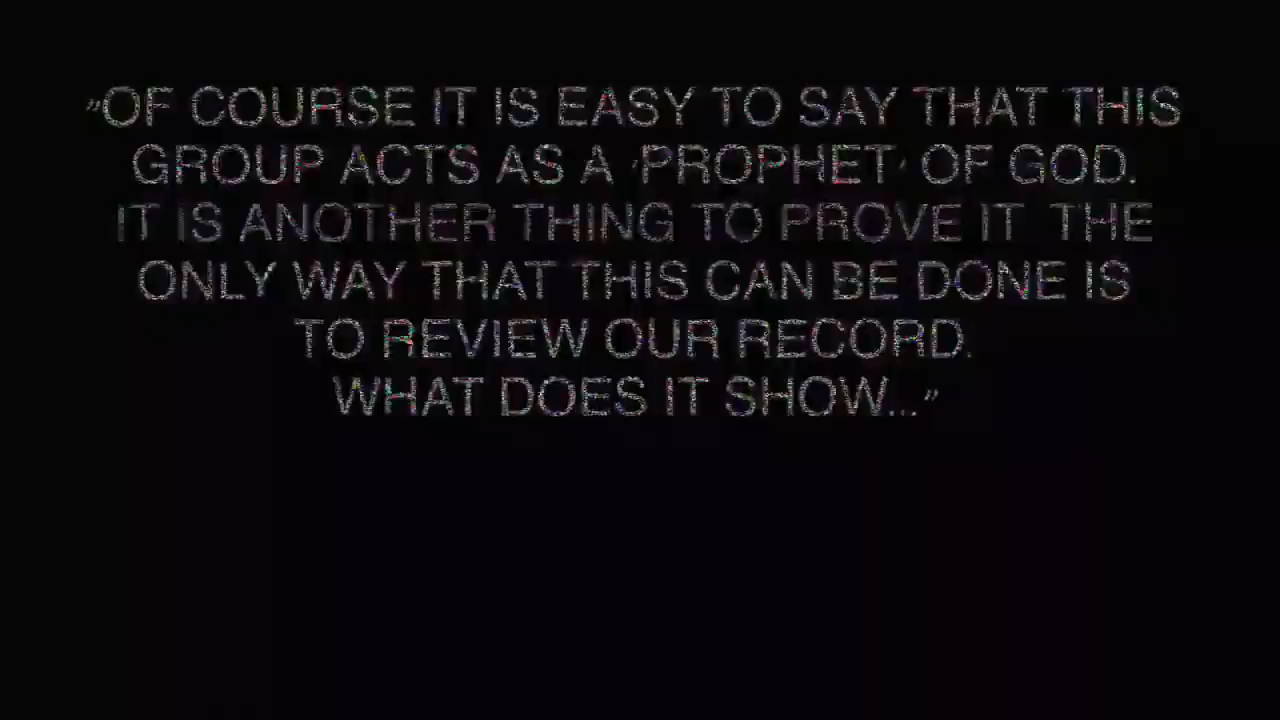 "OF COURSE IT IS EASY TO SAY THAT THIS
GROUP ACTS AS A 'PROPHET' OF GOD.
IT IS ANOTHER THING TO PROVE IT THE
ONLY WAY THAT THIS CAN BE DONE IS
TO REVIEW OUR RECORD.
WHAT DOES IT SHOW..."